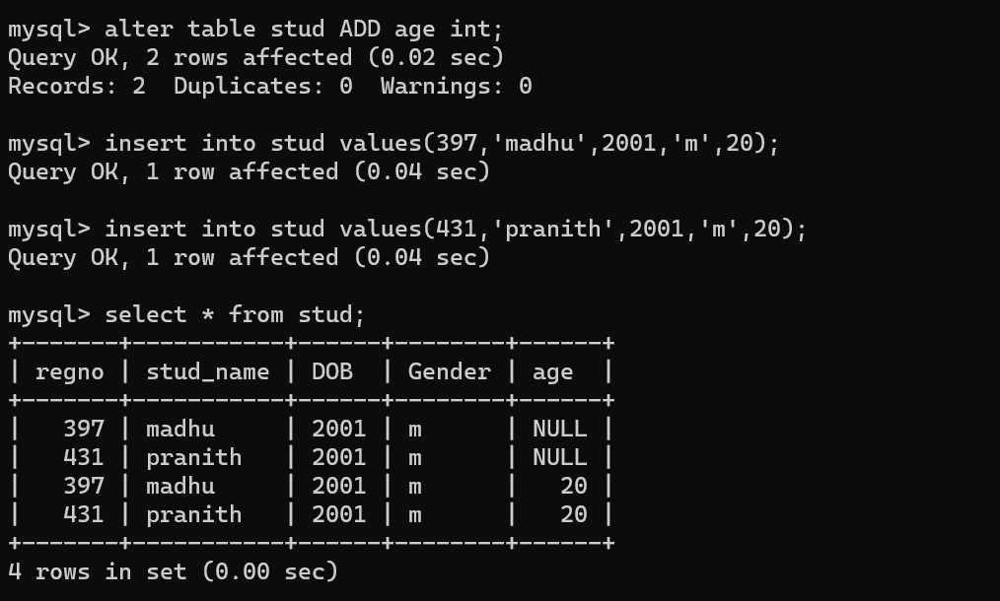 mysql> alter table stud ADD age int;
Query OK, 2 rows affected (0.02 sec)
Records: 2  Duplicates: 0  Warnings: 0
mysql> insert into stud values(397,'madhu',2001,'m',20);
Query OK, 1 row affected (0.04 sec)
mysql> insert into stud values(431,'pranith',2001,'m',20);
Query OK, 1 row affected (0.04 sec)
mysql> select * from stud;
+-------+-----------+------+--------+------+
| regno | stud_name | DOB  | Gender | age  |
+-------+-----------+------+--------+------+
|   397 | madhu     | 2001 | m      | NULL |
|   431 | pranith   | 2001 | m      | NULL |
|   397 | madhu     | 2001 | m      |   20 |
|   431 | pranith   | 2001 | m      |   20 |
+-------+-----------+------+--------+------+
4 rows in set (0.00 sec)